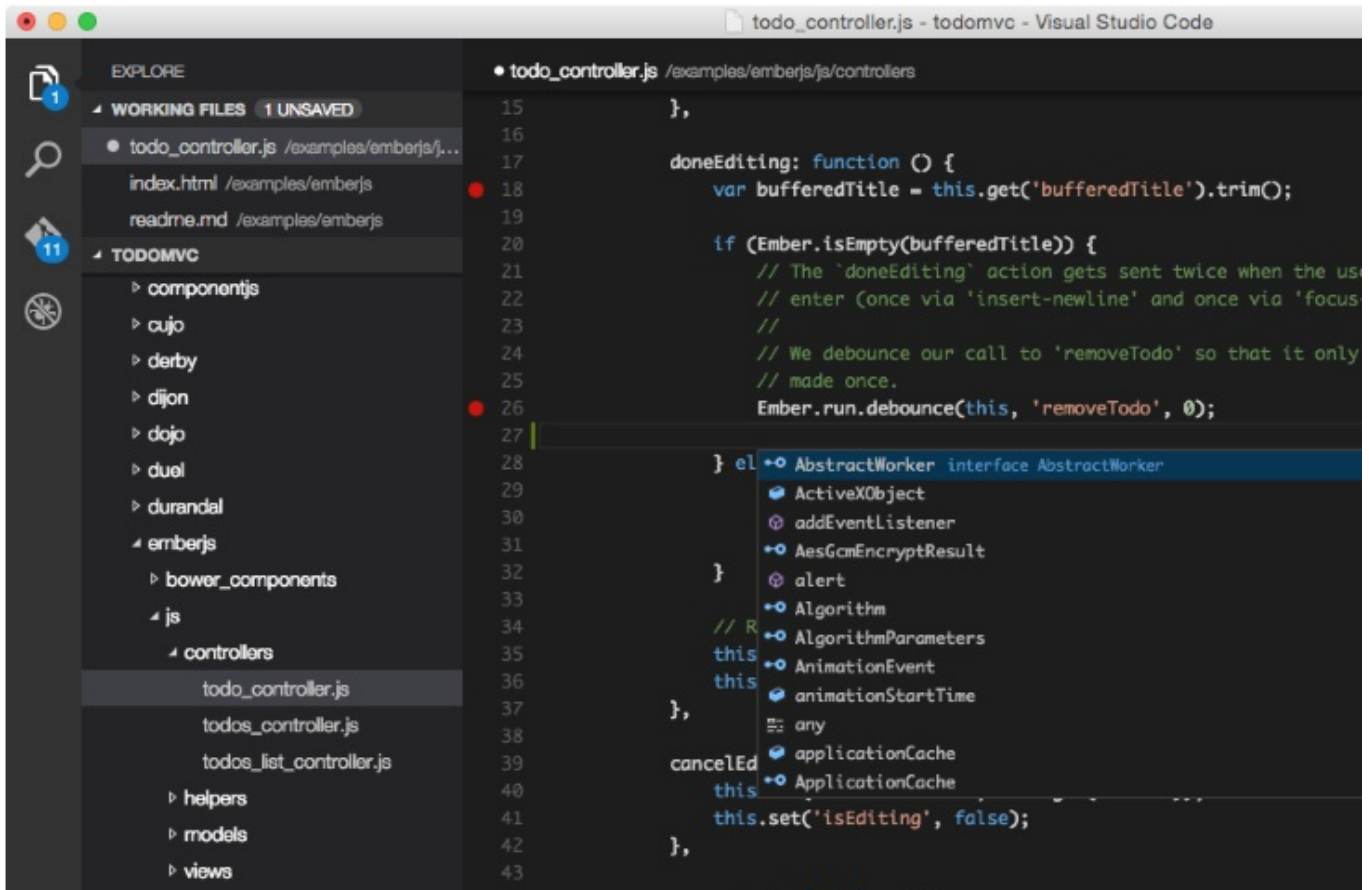 todo_controller.js - todomvc - Visual Studio Code
EXPLORE
WORKING FILES 1 UNSAVED
todo_controller.js /examples/emberjs/j...
index.html /examples/emberjs
readme.md /examples/emberjs
TODOMVC
componentjs
cujo
derby
dijon
dojo
duel
durandal
emberjs
bower_components
js
controllers
todo_controller.js
todos_controller.js
todos_list_controller.js
helpers
models
views
1
11
todo_controller.js /examples/emberjs/js/controllers
15 },
16
17 doneEditing: function () {
18 var bufferedTitle = this.get('bufferedTitle').trim();
19
20 if (Ember.isEmpty(bufferedTitle)) {
21 // The `doneEditing` action gets sent twice when the use
22 // enter (once via 'insert-newline' and once via 'focus-
23 //
24 // We debounce our call to 'removeTodo' so that it only
25 // made once.
26 Ember.run.debounce(this, 'removeTodo', 0);
27
28 } el
29
30
31
32 }
33
34 // R
35 this
36 this
37 },
38
39 cancelEd
40 this
41 this.set('isEditing', false);
42 },
43
AbstractWorker interface AbstractWorker
ActiveXObject
addEventListener
AesGcmEncryptResult
alert
Algorithm
AlgorithmParameters
AnimationEvent
animationStartTime
any
applicationCache
ApplicationCache